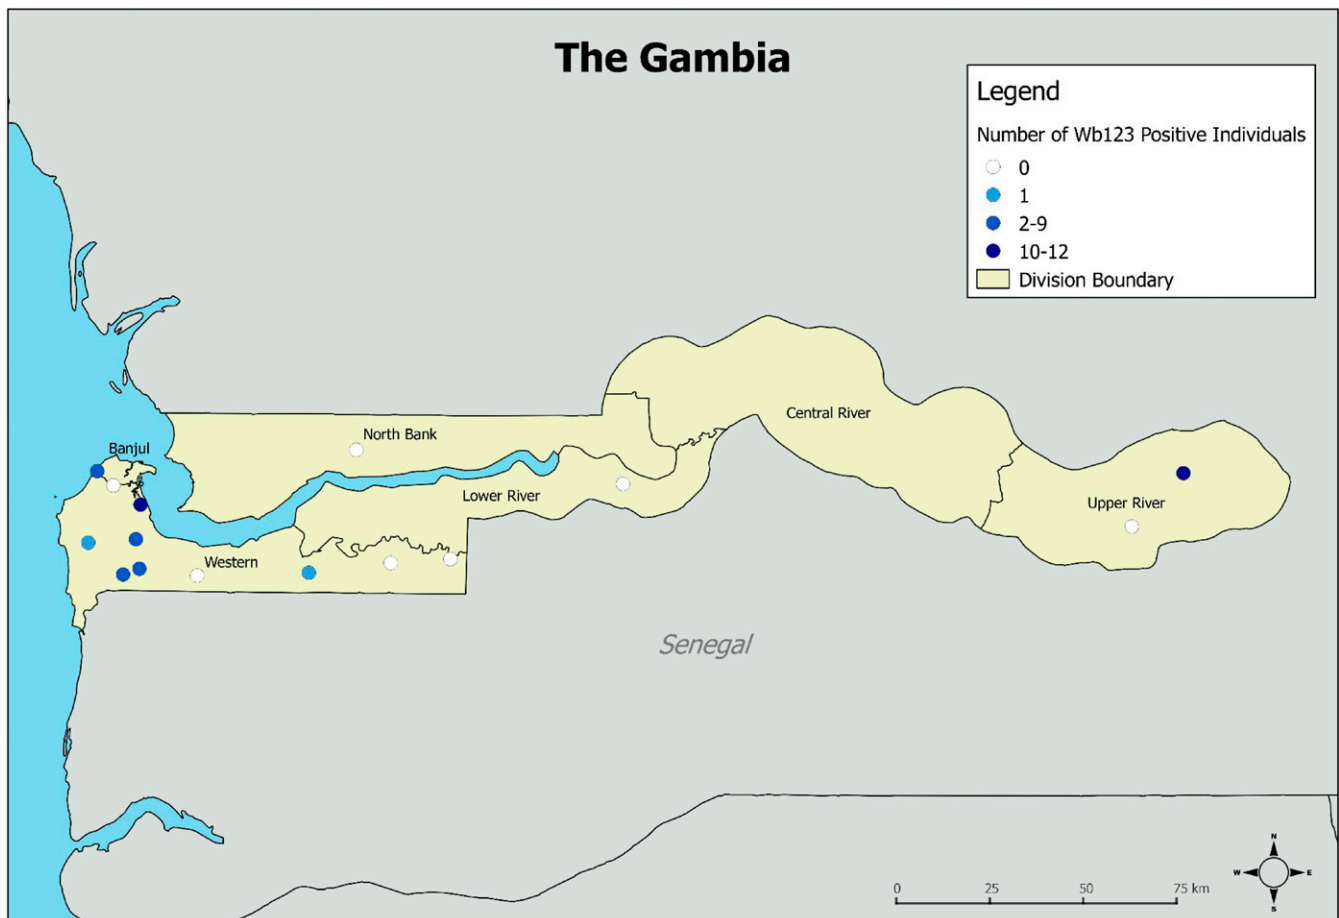 The Gambia
Legend
Number of Wb123 Positive Individuals
0
1
2-9
10-12
Division Boundary
Central River
North Bank
Banjul
Lower River
Upper River
Western
Senegal
N
W E
S
0 25 50 75 km